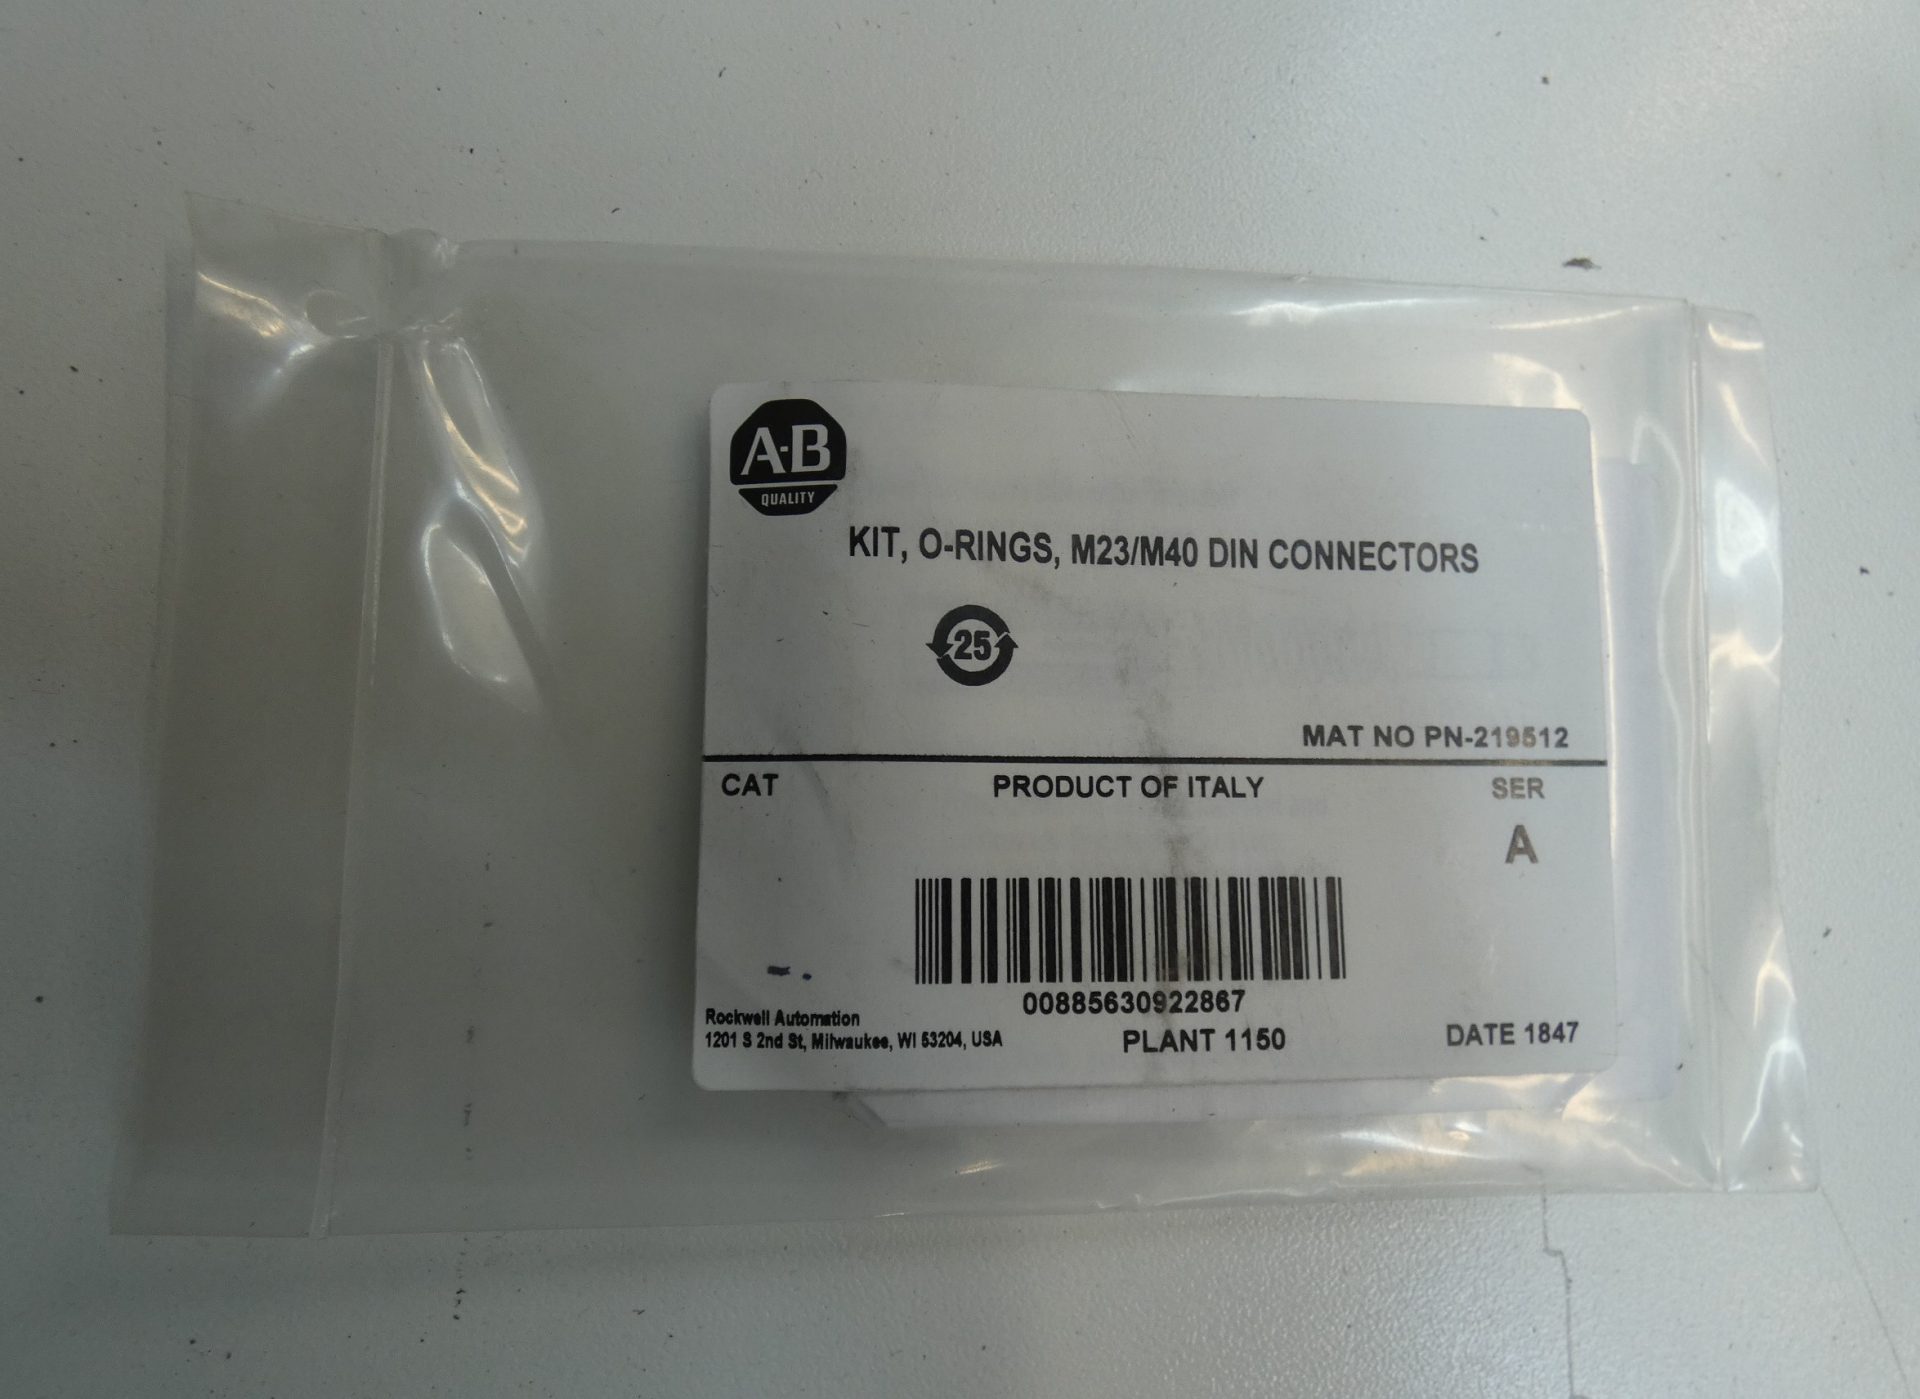 A-B
QUALITY
KIT, O-RINGS, M23/M40 DIN CONNECTORS
25
MAT NO PN-219512
CAT PRODUCT OF ITALY SER
A
00885630922867
Rockwell Automation
1201 S 2nd St, Milwaukee, WI 53204, USA PLANT 1150 DATE 1847